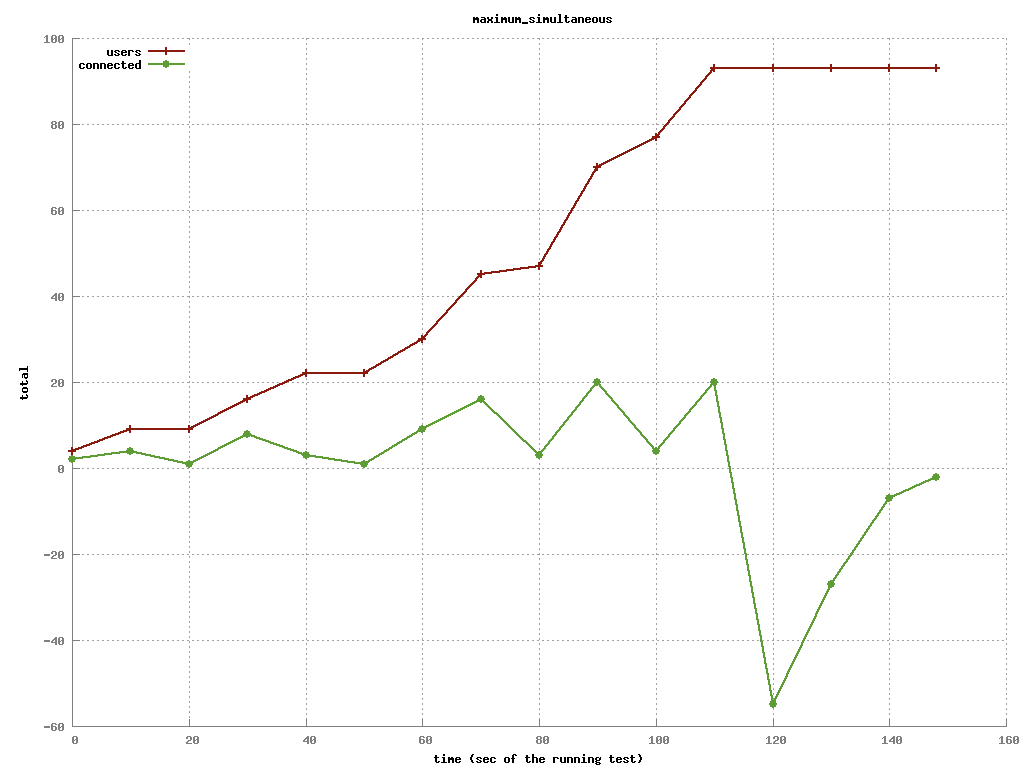 maximum_simultaneous
100
users
connected
80
60
40
20
0
-20
-40
-60
total
0 20 40 60 80 100 120 140 160
time (sec of the running test)